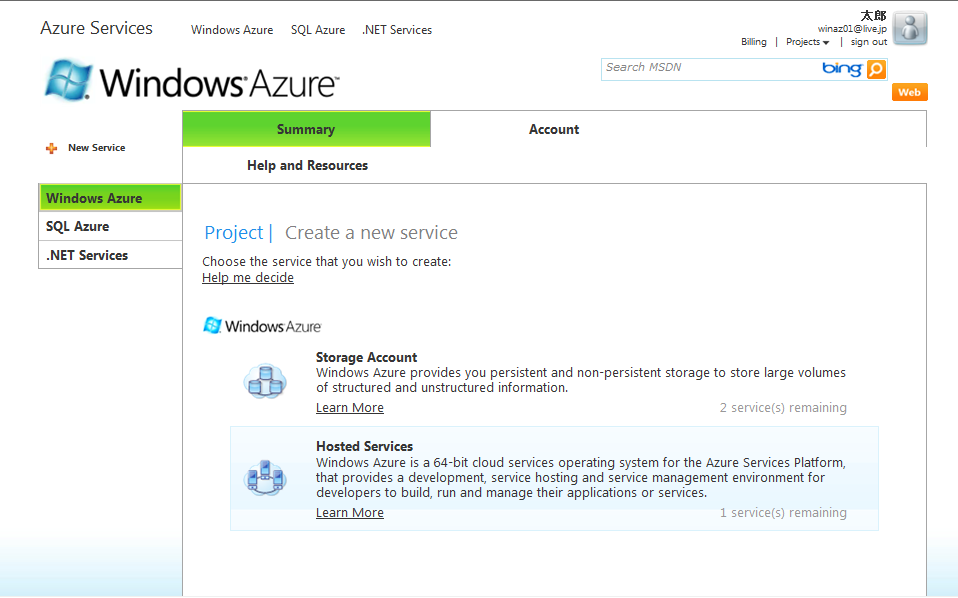 Azure Services
Windows Azure SQL Azure .NET Services
太郎
winaz01@live.jp
Billing | Projects | sign out
Windows Azure™
Search MSDN bing
Web
New Service
Summary Account
Help and Resources
Windows Azure
SQL Azure
.NET Services
Project | Create a new service
Choose the service that you wish to create:
Help me decide
Windows Azure
Storage Account
Windows Azure provides you persistent and non-persistent storage to store large volumes
of structured and unstructured information.
Learn More 2 service(s) remaining
Hosted Services
Windows Azure is a 64-bit cloud services operating system for the Azure Services Platform,
that provides a development, service hosting and service management environment for
developers to build, run and manage their applications or services.
Learn More 1 service(s) remaining